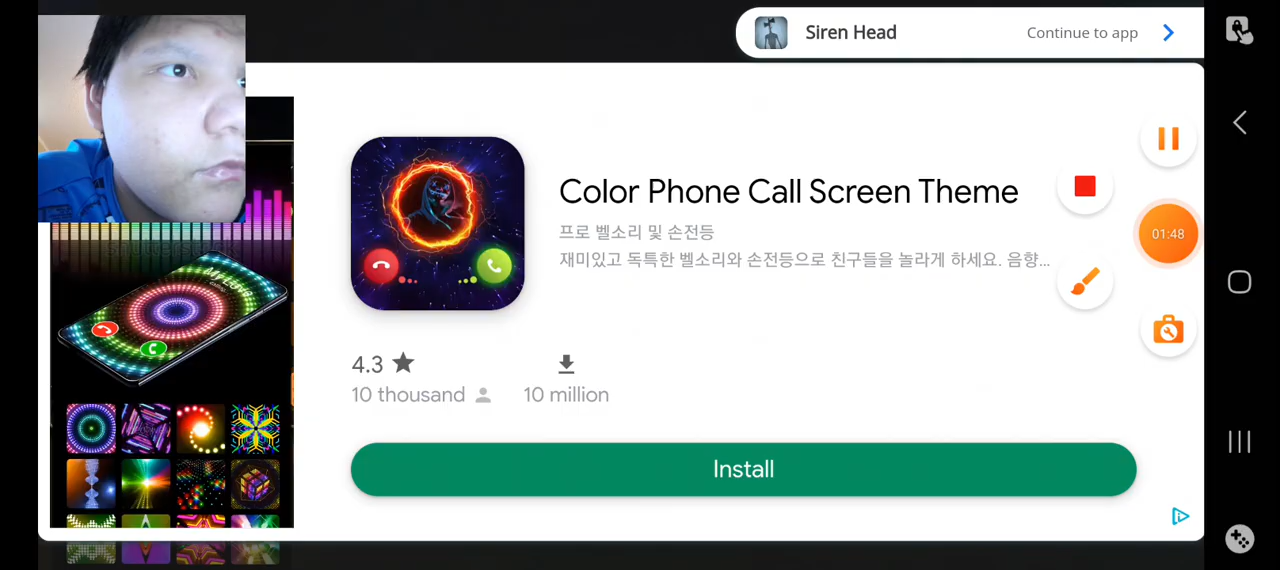 Siren Head
Continue to app
Color Phone Call Screen Theme
프로 벨소리 및 손전등
재미있고 독특한 벨소리와 손전등으로 친구들을 놀라게 하세요. 음향...
01:48
4.3
10 thousand
10 million
Install